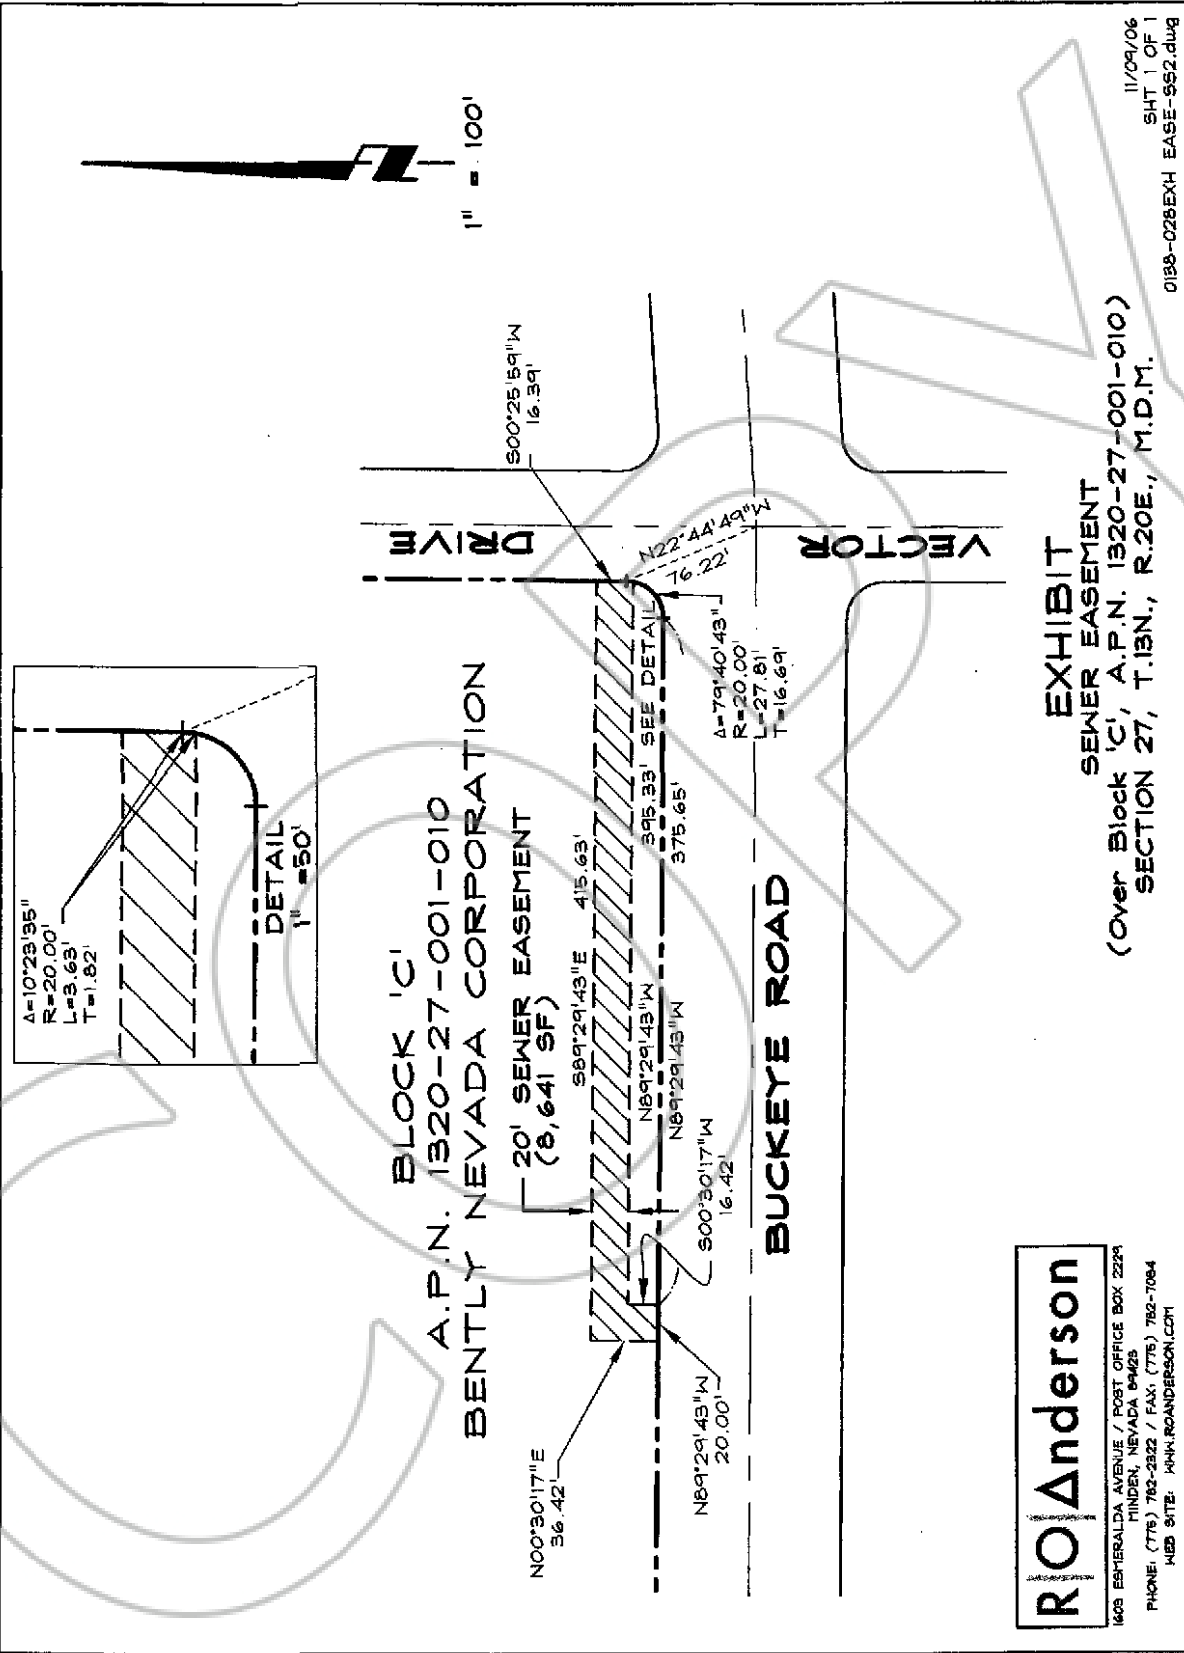 Δ=10°23'35"
R=20.00'
L=3.63'
T=1.82'
DETAIL
1" =50'
1" = 100'
BLOCK 'C'
A.P.N. 1320-27-001-010
BENTLY NEVADA CORPORATION
20' SEWER EASEMENT
(8,641 SF)
DRIVE
S00°25'59"W
16.39'
S89°29'43"E 415.63'
N89°29'43"W 395.33' SEE DETAIL
N89°29'43"W 375.65'
N22°44'49"W
76.22'
Δ=79°40'43"
R=20.00'
L=27.81'
T=16.69'
N00°30'17"E
36.42'
N89°29'43"W
20.00'
S00°30'17"W
16.42'
BUCKEYE ROAD
VECTOR
EXHIBIT
SEWER EASEMENT
(Over Block 'C', A.P.N. 1320-27-001-010)
SECTION 27, T.13N., R.20E., M.D.M.
RO Anderson
1603 ESMERALDA AVENUE / POST OFFICE BOX 2229
MINDEN, NEVADA 89423
PHONE: (775) 782-2322 / FAX: (775) 782-7084
WEB SITE: WWW.ROANDERSON.COM
11/09/06
SHT 1 OF 1
0138-028EXH EASE-SS2.dwg
COPY